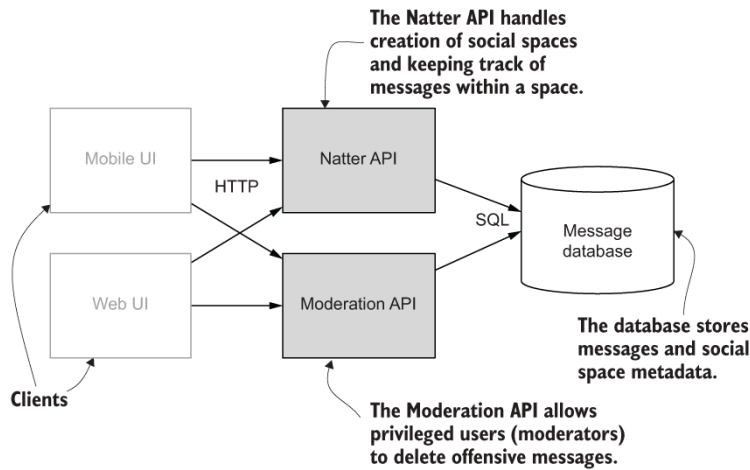 The Natter API handles
creation of social spaces
and keeping track of
messages within a space.
Mobile UI
Natter API
HTTP
SQL
Message
database
Web UI
Moderation API
The database stores
messages and social
space metadata.
Clients
The Moderation API allows
privileged users (moderators)
to delete offensive messages.